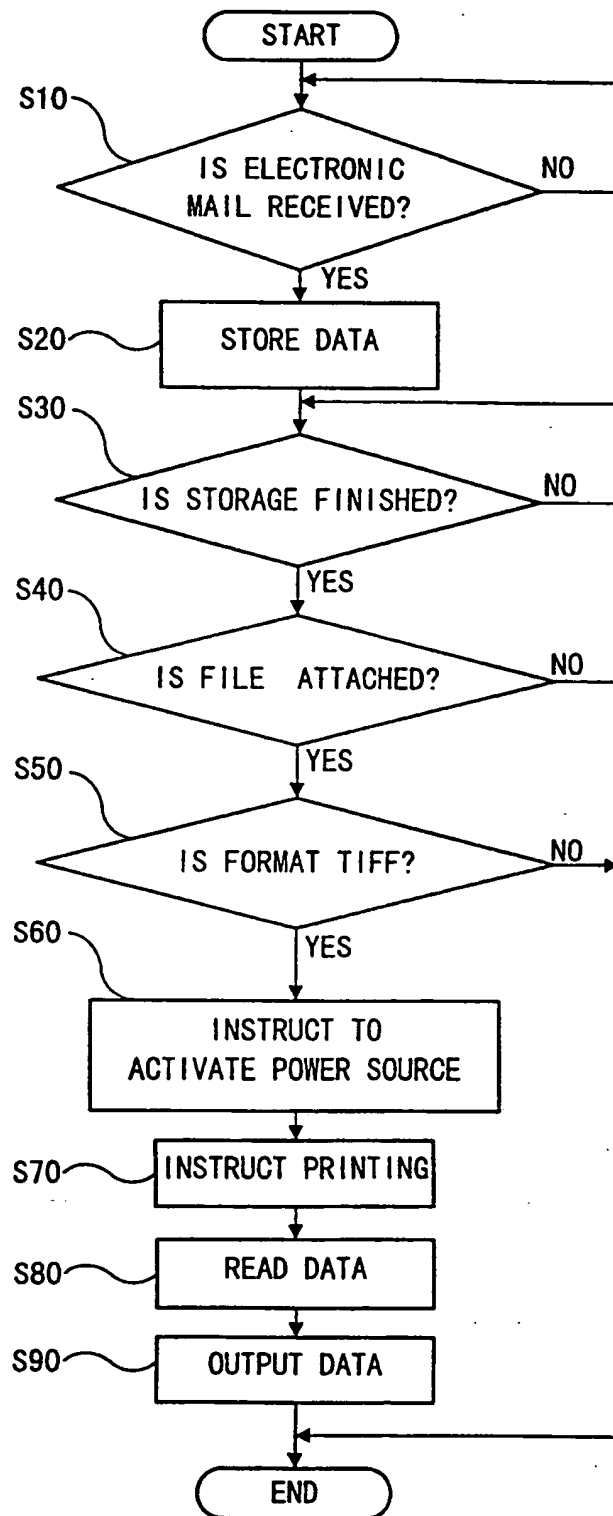 START
S10
IS ELECTRONIC
MAIL RECEIVED?
NO
YES
S20
STORE DATA
S30
IS STORAGE FINISHED?
NO
YES
S40
IS FILE ATTACHED?
NO
YES
S50
IS FORMAT TIFF?
NO
YES
S60
INSTRUCT TO
ACTIVATE POWER SOURCE
S70
INSTRUCT PRINTING
S80
READ DATA
S90
OUTPUT DATA
END